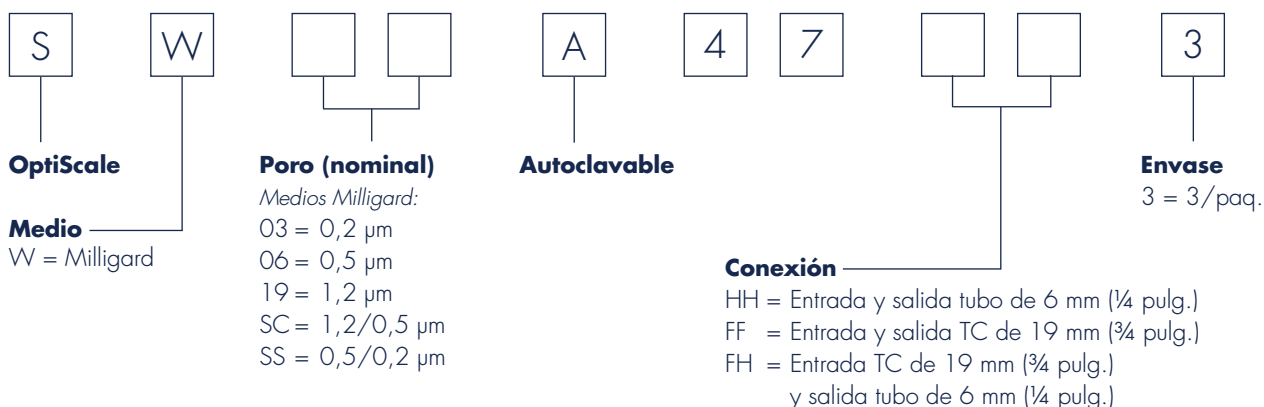 S W A 4 7 3
OptiScale
Medio
W = Milligard
Poro (nominal)
Medios Milligard:
03 = 0,2 µm
06 = 0,5 µm
19 = 1,2 µm
SC = 1,2/0,5 µm
SS = 0,5/0,2 µm
Autoclavable
Conexión
HH = Entrada y salida tubo de 6 mm (¼ pulg.)
FF = Entrada y salida TC de 19 mm (¾ pulg.)
FH = Entrada TC de 19 mm (¾ pulg.)
y salida tubo de 6 mm (¼ pulg.)
Envase
3 = 3/paq.